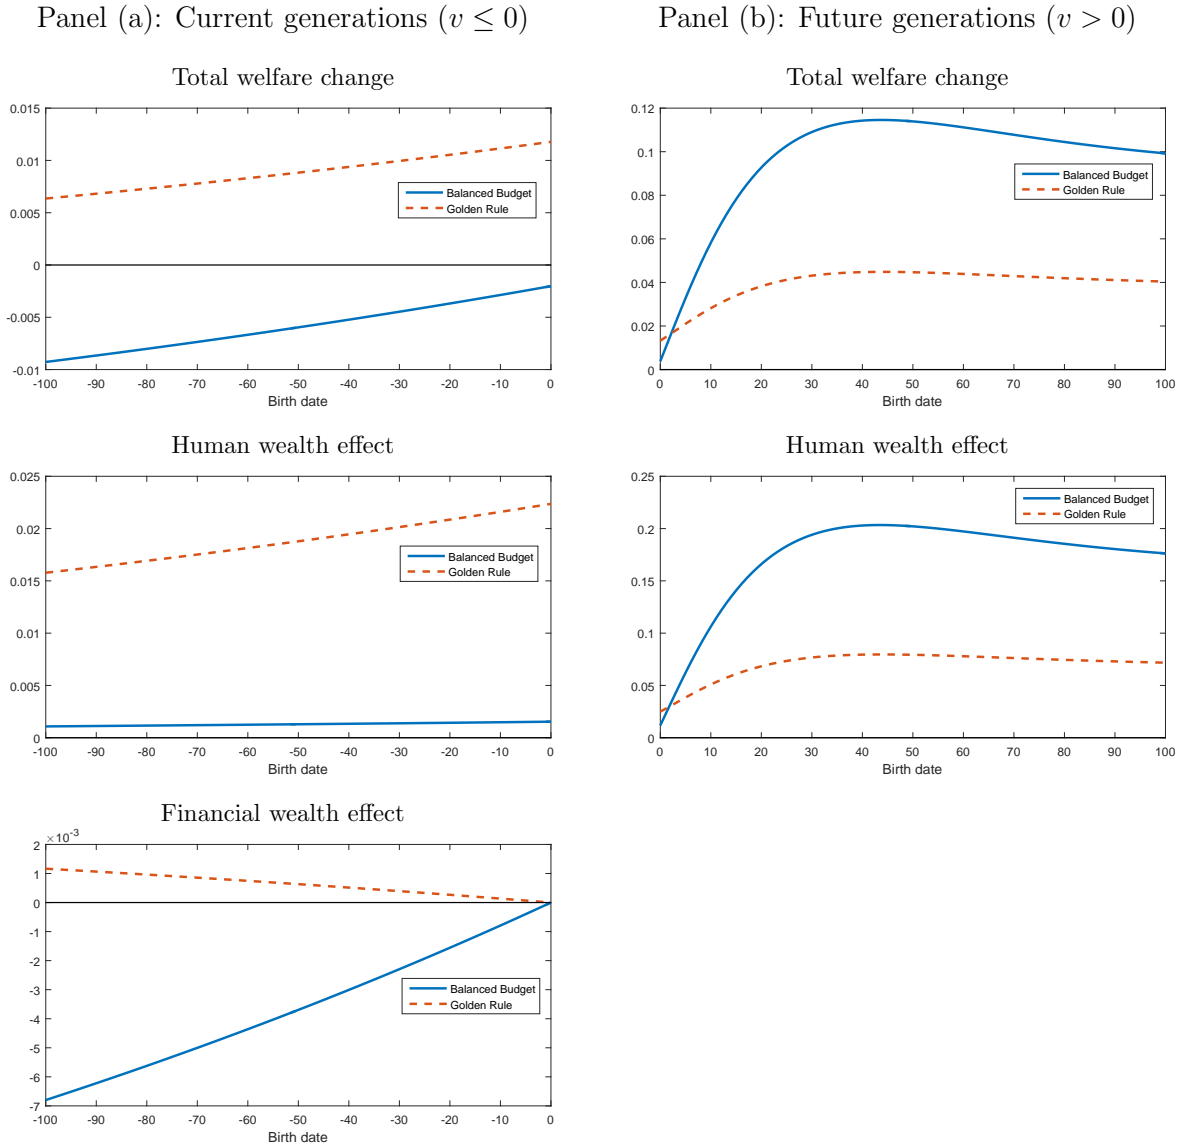 Panel (a): Current generations (v ≤ 0)
Panel (b): Future generations (v > 0)
Total welfare change
0.015
0.01
0.005
0
-0.005
-0.01
-100 -90 -80 -70 -60 -50 -40 -30 -20 -10 0
Birth date
Balanced Budget
Golden Rule
Total welfare change
0.12
0.1
0.08
0.06
0.04
0.02
0
0 10 20 30 40 50 60 70 80 90 100
Birth date
Balanced Budget
Golden Rule
Human wealth effect
0.025
0.02
0.015
0.01
0.005
0
-100 -90 -80 -70 -60 -50 -40 -30 -20 -10 0
Birth date
Balanced Budget
Golden Rule
Human wealth effect
0.25
0.2
0.15
0.1
0.05
0
0 10 20 30 40 50 60 70 80 90 100
Birth date
Balanced Budget
Golden Rule
Financial wealth effect
×10-3
2
1
0
-1
-2
-3
-4
-5
-6
-7
-100 -90 -80 -70 -60 -50 -40 -30 -20 -10 0
Birth date
Balanced Budget
Golden Rule